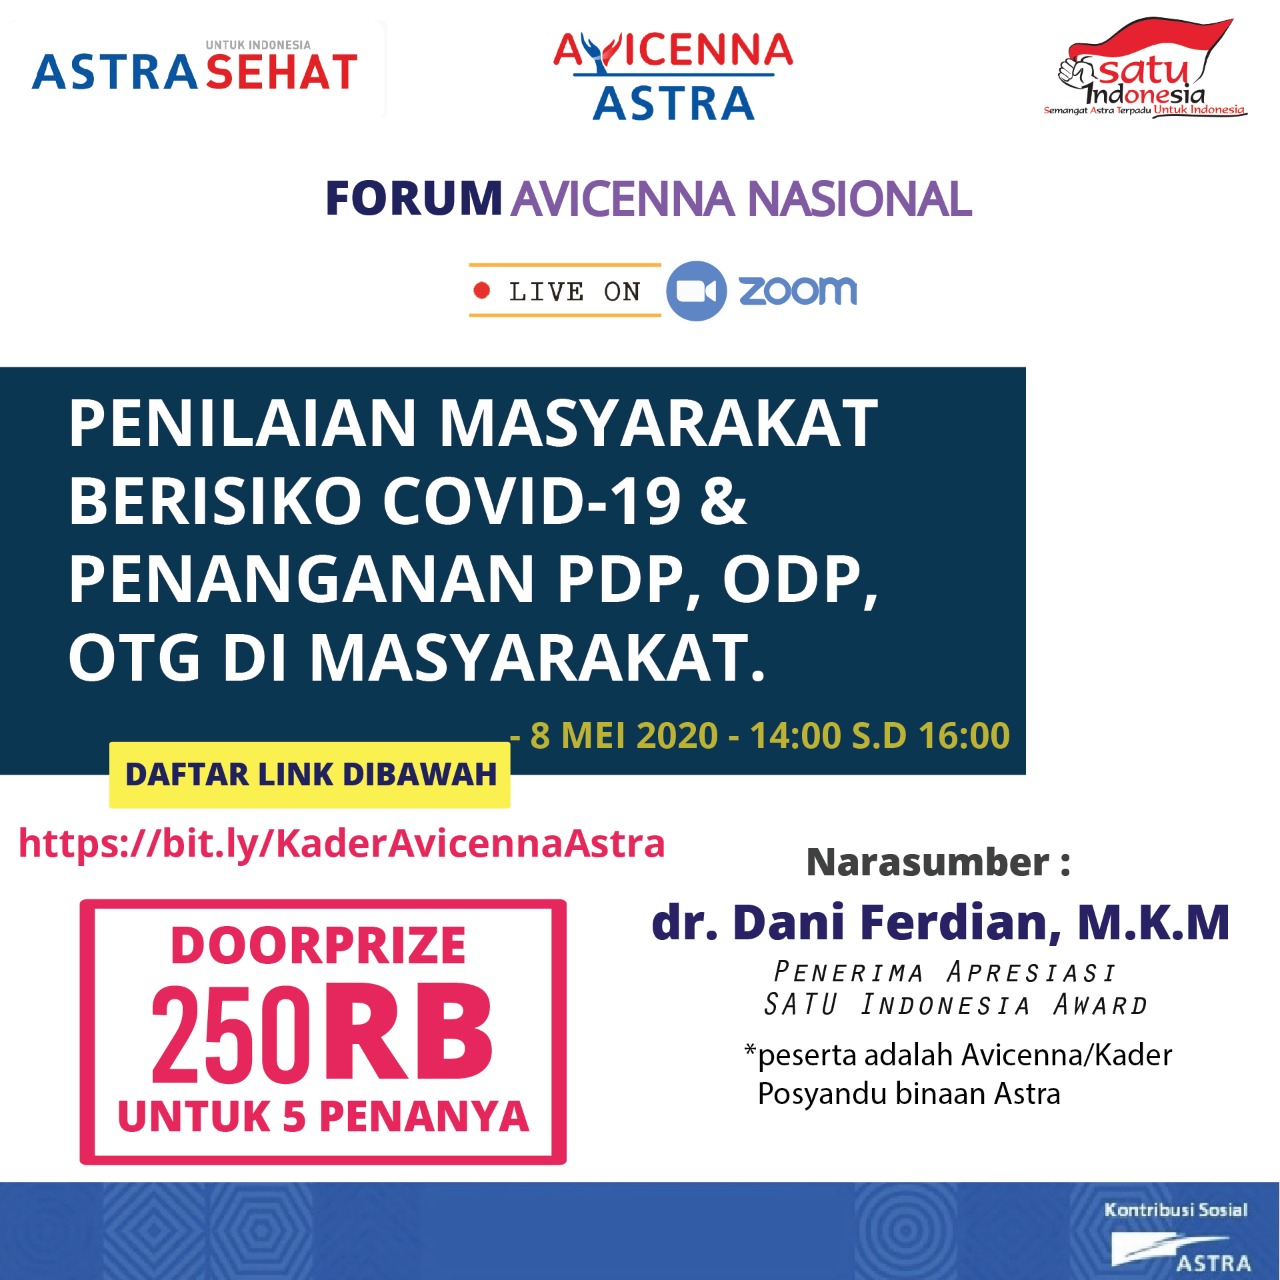 UNTUK INDONESIA
ASTRA SEHAT
AVICENNA
ASTRA
satu
Indonesia
Semangat Astra Terpadu Untuk Indonesia
FORUM AVICENNA NASIONAL
LIVE ON zoom
PENILAIAN MASYARAKAT
BERISIKO COVID-19 &
PENANGANAN PDP, ODP,
OTG DI MASYARAKAT.
- 8 MEI 2020 - 14:00 S.D 16:00
DAFTAR LINK DIBAWAH
https://bit.ly/KaderAvicennaAstra
DOORPRIZE
250RB
UNTUK 5 PENANYA
Narasumber :
dr. Dani Ferdian, M.K.M
PENERIMA APRESIASI
SATU INDONESIA AWARD
*peserta adalah Avicenna/Kader
Posyandu binaan Astra
Kontribusi Sosial
ASTRA